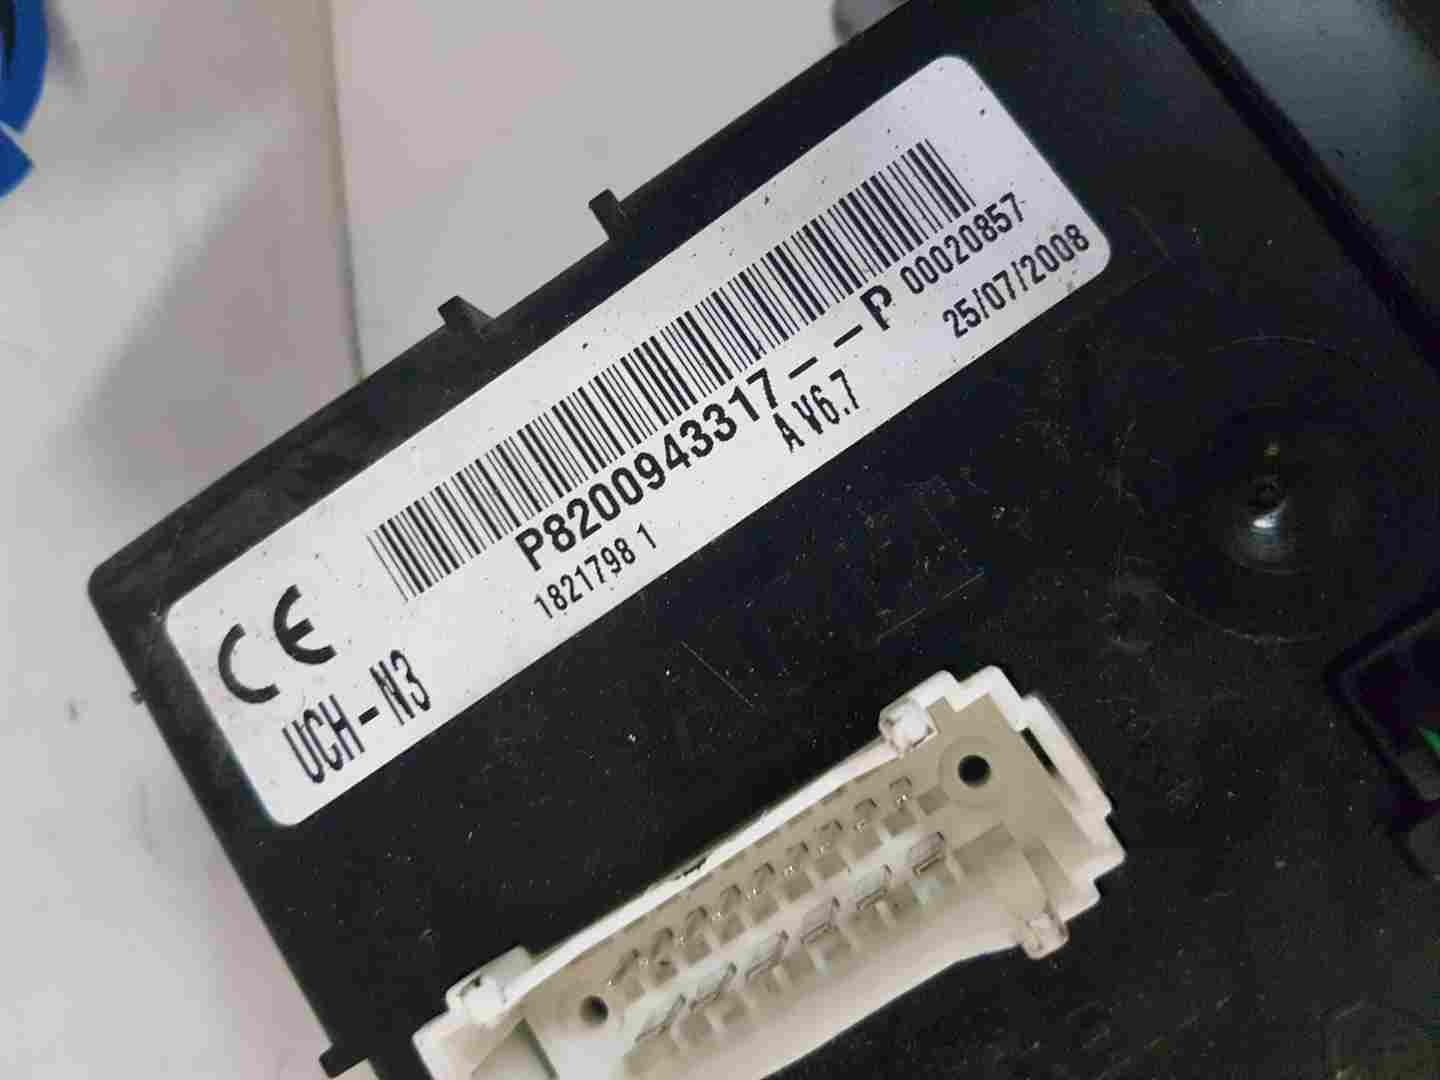 P8200943317--P 00020857
1821798 1 A V6.7 25/07/2008
CE
UCH-N3